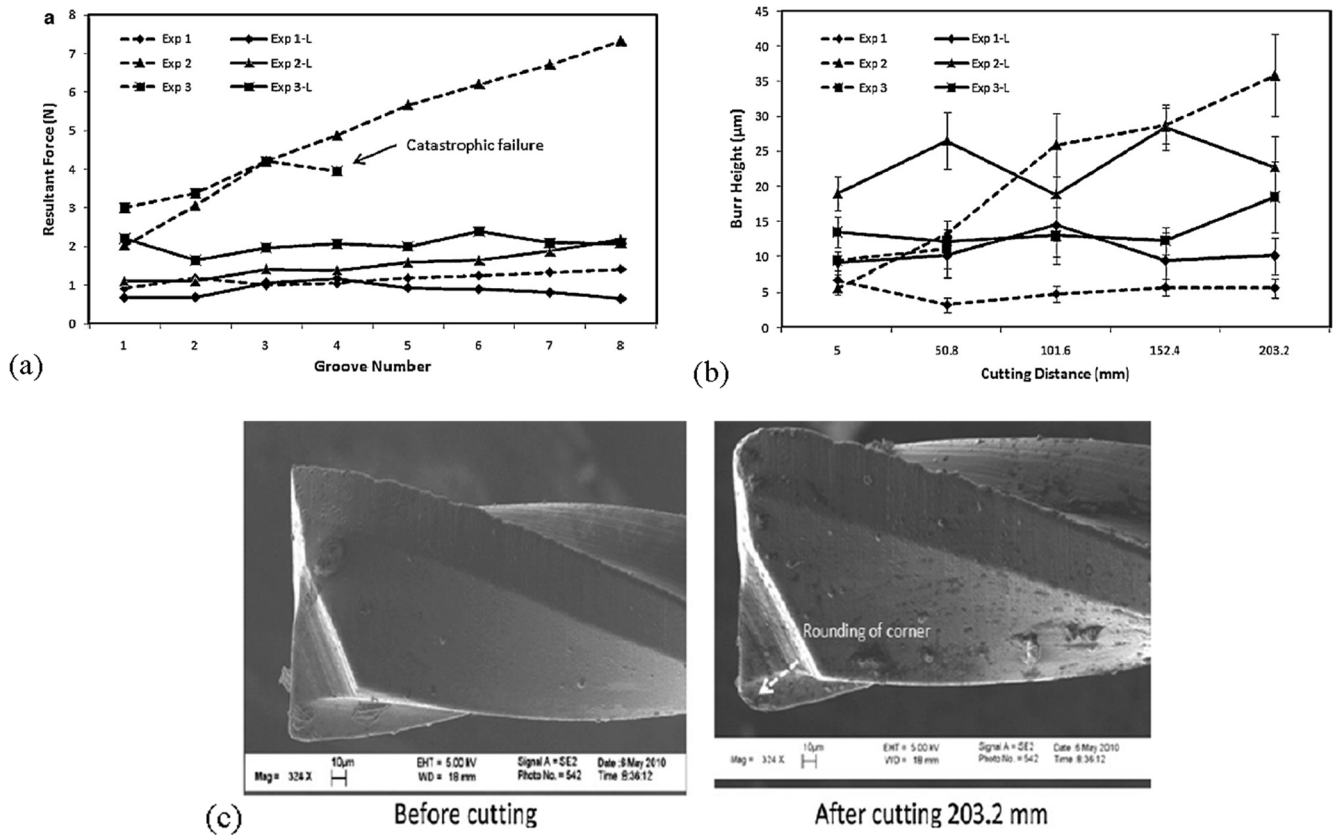 a
8
7
6
5
4
3
2
1
0
Resultant Force (N)
Exp 1
Exp 2
Exp 3
Exp 1-L
Exp 2-L
Exp 3-L
Catastrophic failure
1 2 3 4 5 6 7 8
Groove Number
(a)
45
40
35
30
25
20
15
10
5
0
Burr Height (µm)
Exp 1
Exp 2
Exp 3
Exp 1-L
Exp 2-L
Exp 3-L
5 50.8 101.6 152.4 203.2
Cutting Distance (mm)
(b)
Mag = 324 X
10µm
EHT = 5.00 kV
WD = 18 mm
Signal A = SE2
Photo No. = 542
Date :6 May 2010
Time :8:36:12
Before cutting
Rounding of corner
Mag = 324 X
10µm
EHT = 5.00 kV
WD = 18 mm
Signal A = SE2
Photo No. = 542
Date :6 May 2010
Time :8:36:12
After cutting 203.2 mm
(c)